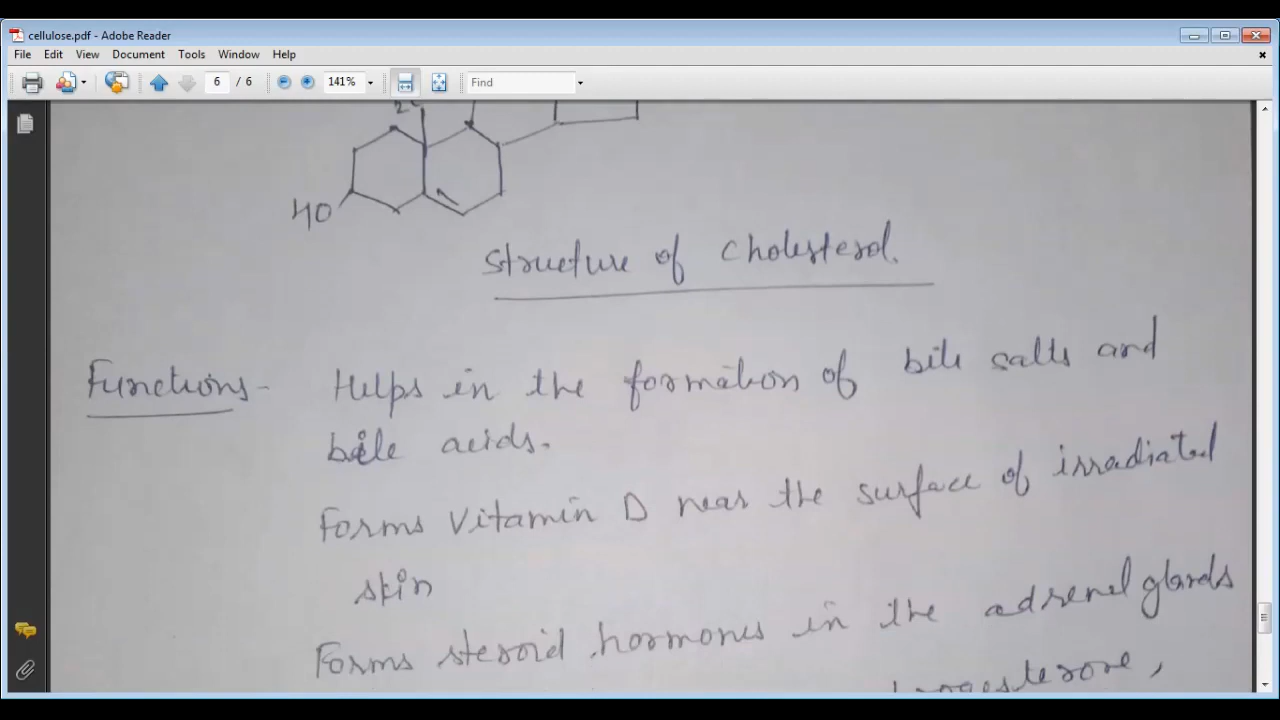 cellulose.pdf - Adobe Reader
File Edit View Document Tools Window Help
6 / 6 141% Find
HO
Structure of Cholesterol.
Functions - Helps in the formation of bile salts and
bile acids.
Forms Vitamin D near the surface of irradiated
skin
Forms steroid hormones in the adrenel glands